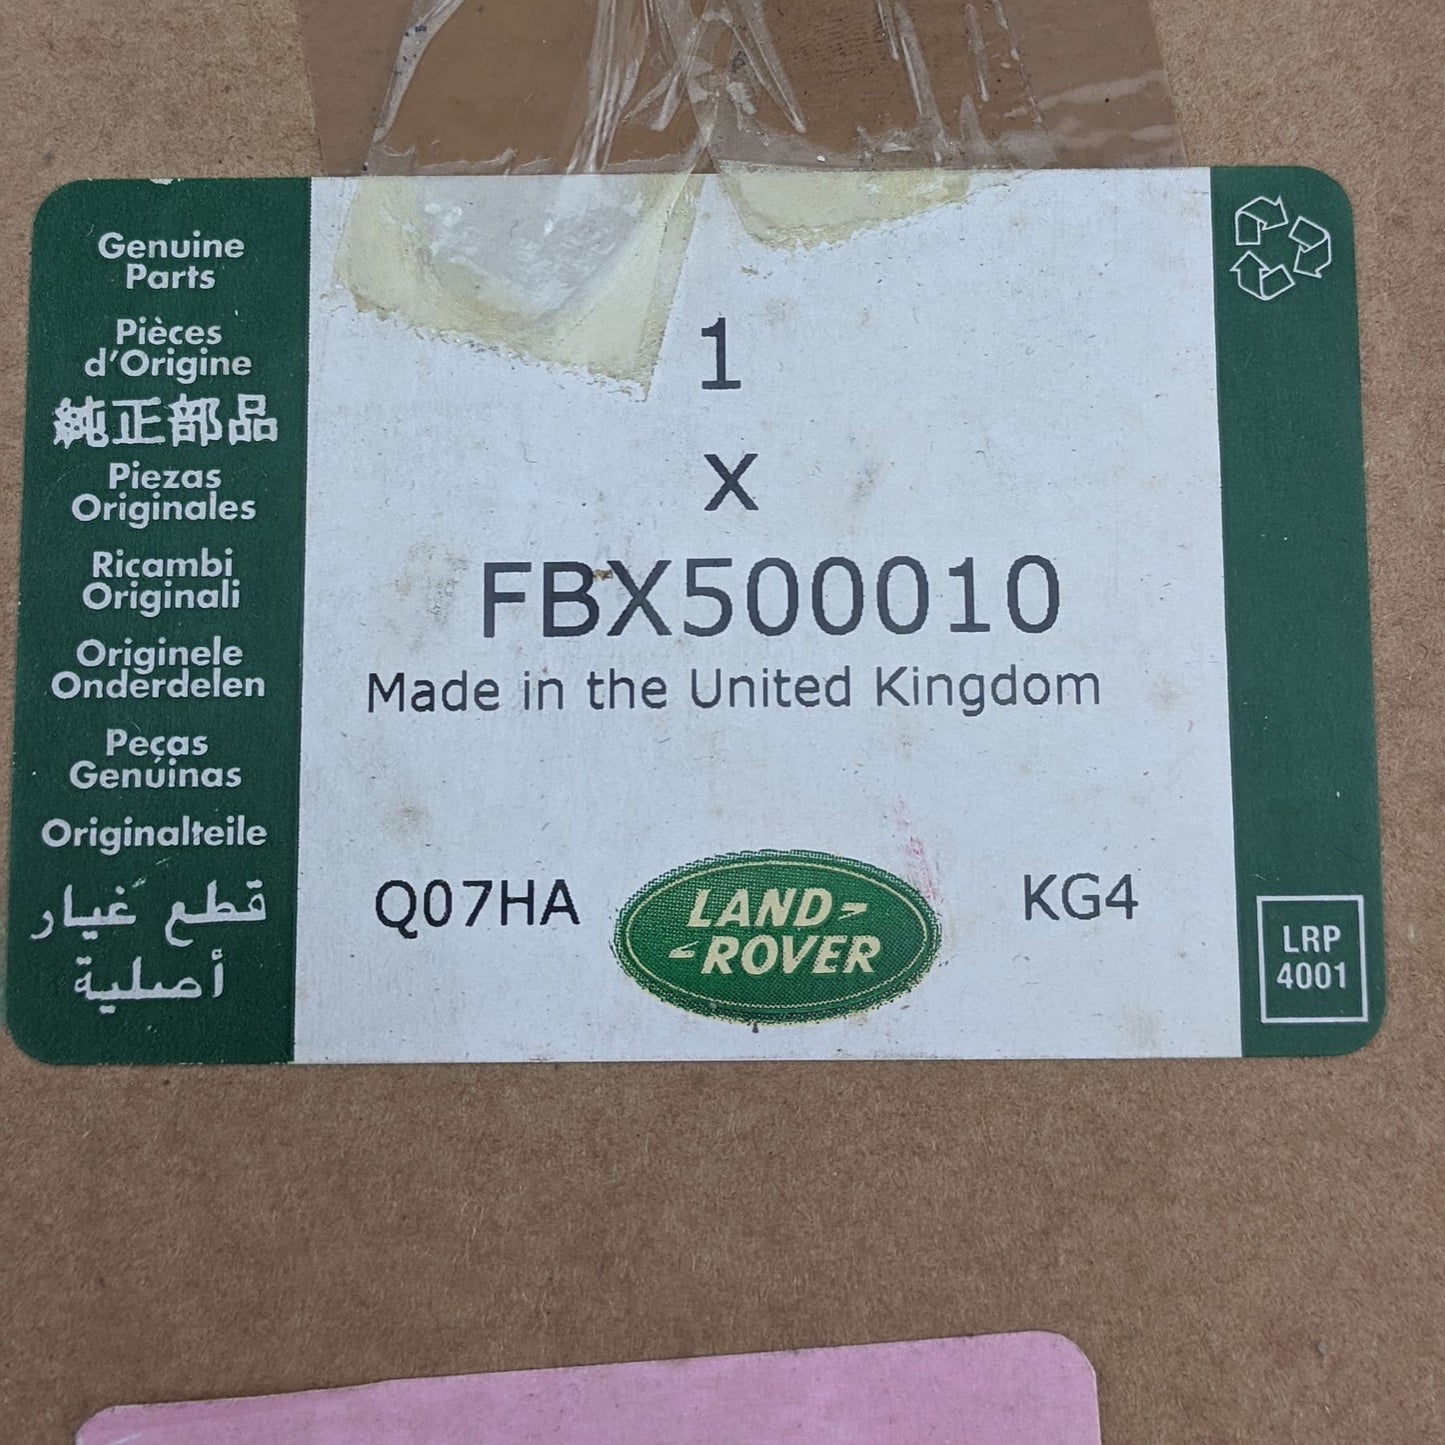 Genuine
Parts
Pièces
d'Origine
純正部品
Piezas
Originales
Ricambi
Originali
Originele
Onderdelen
Peças
Genúinas
Originalteile
قطع غيار
أصلية
1
x
FBX500010
Made in the United Kingdom
Q07HA
LAND-
-ROVER
KG4
LRP
4001